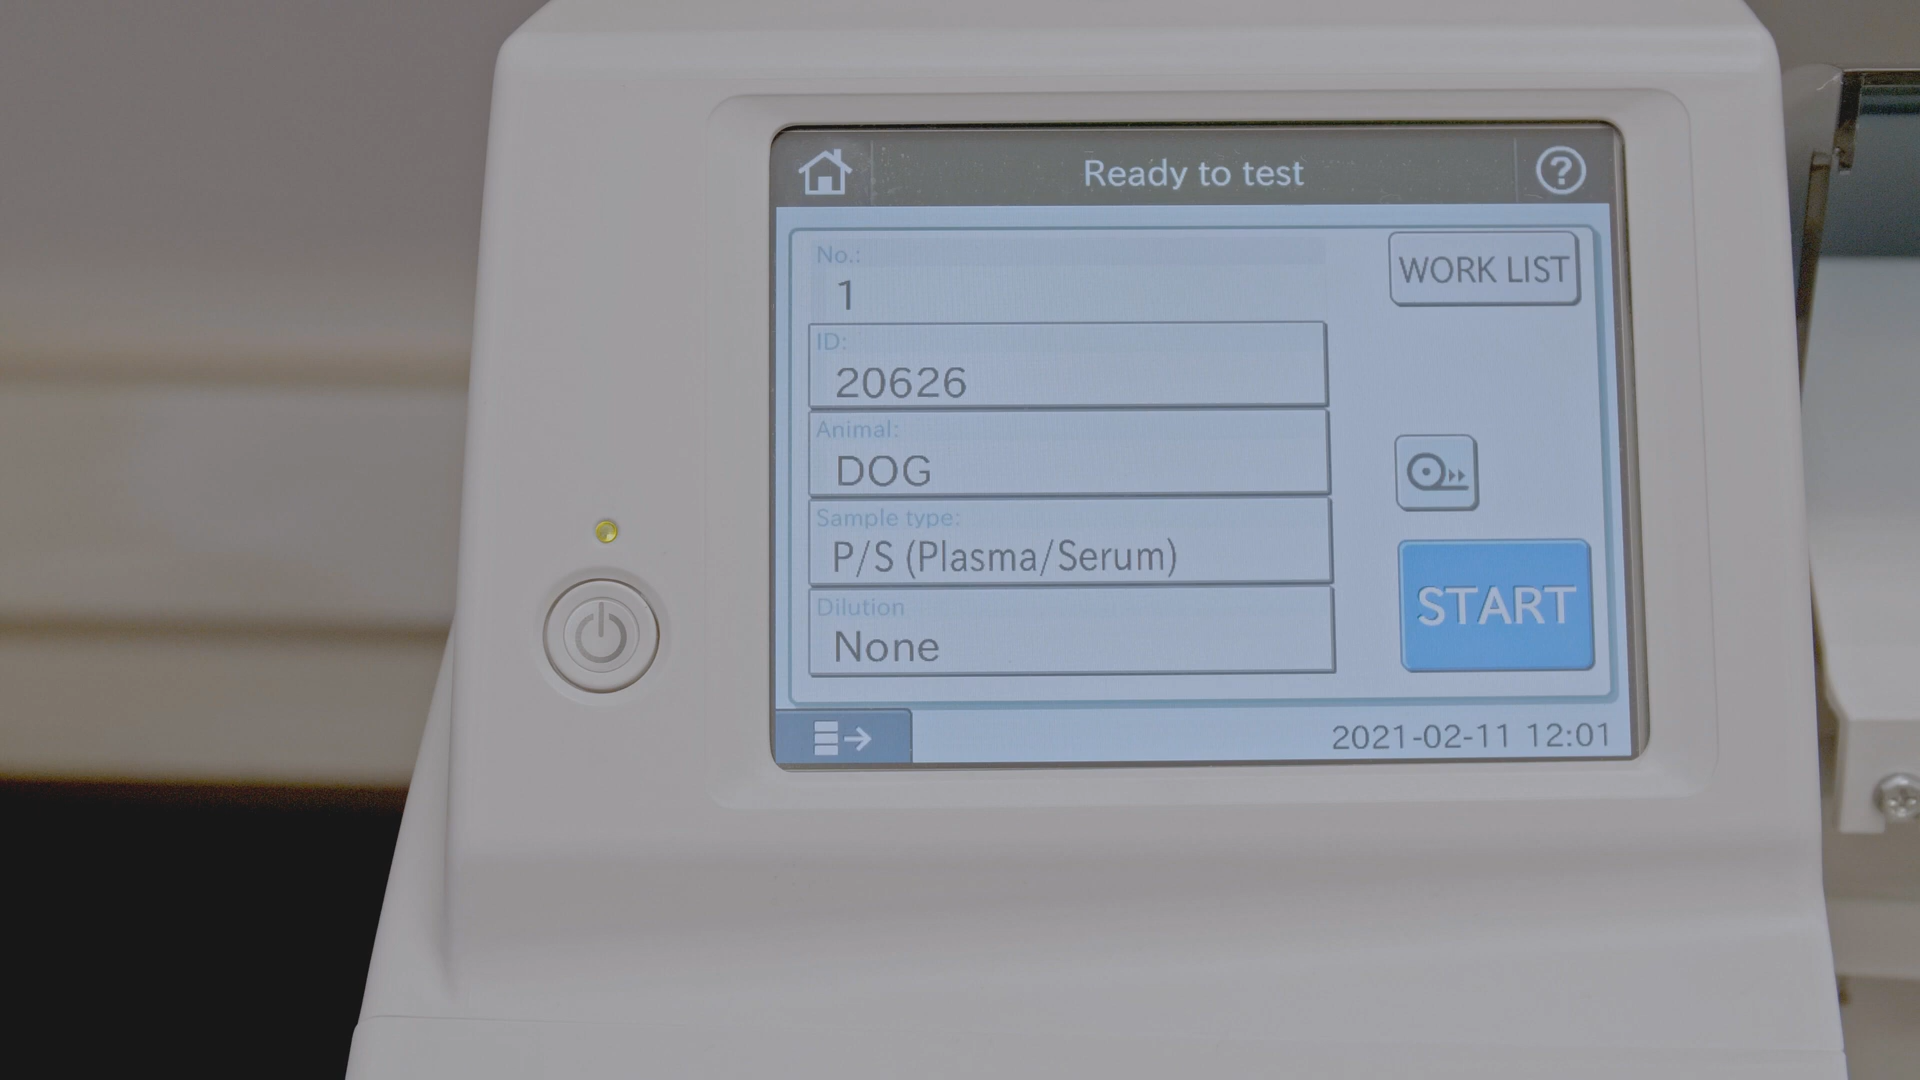 Ready to test
No.:
1
WORK LIST
ID:
20626
Animal:
DOG
Sample type:
P/S (Plasma/Serum)
Dilution
None
START
2021-02-11 12:01